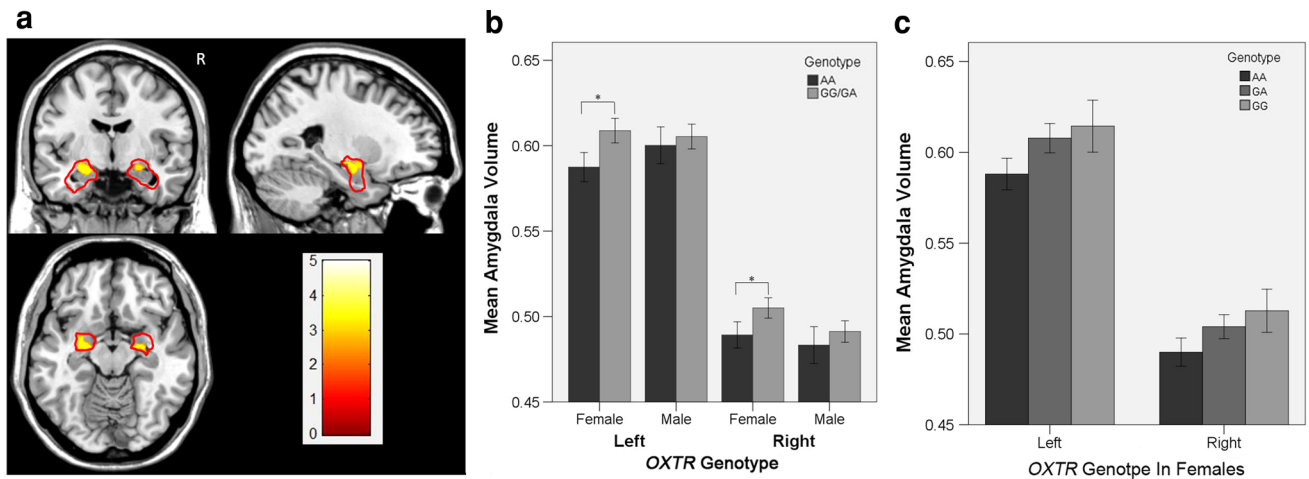 a
R
5
4
3
2
1
0
b
Mean Amygdala Volume
0.65
0.60
0.55
0.50
0.45
Genotype
AA
GG/GA
*
*
Female Male Female Male
Left Right
OXTR Genotype
c
Mean Amygdala Volume
0.65
0.60
0.55
0.50
0.45
Genotype
AA
GA
GG
Left Right
OXTR Genotpe In Females